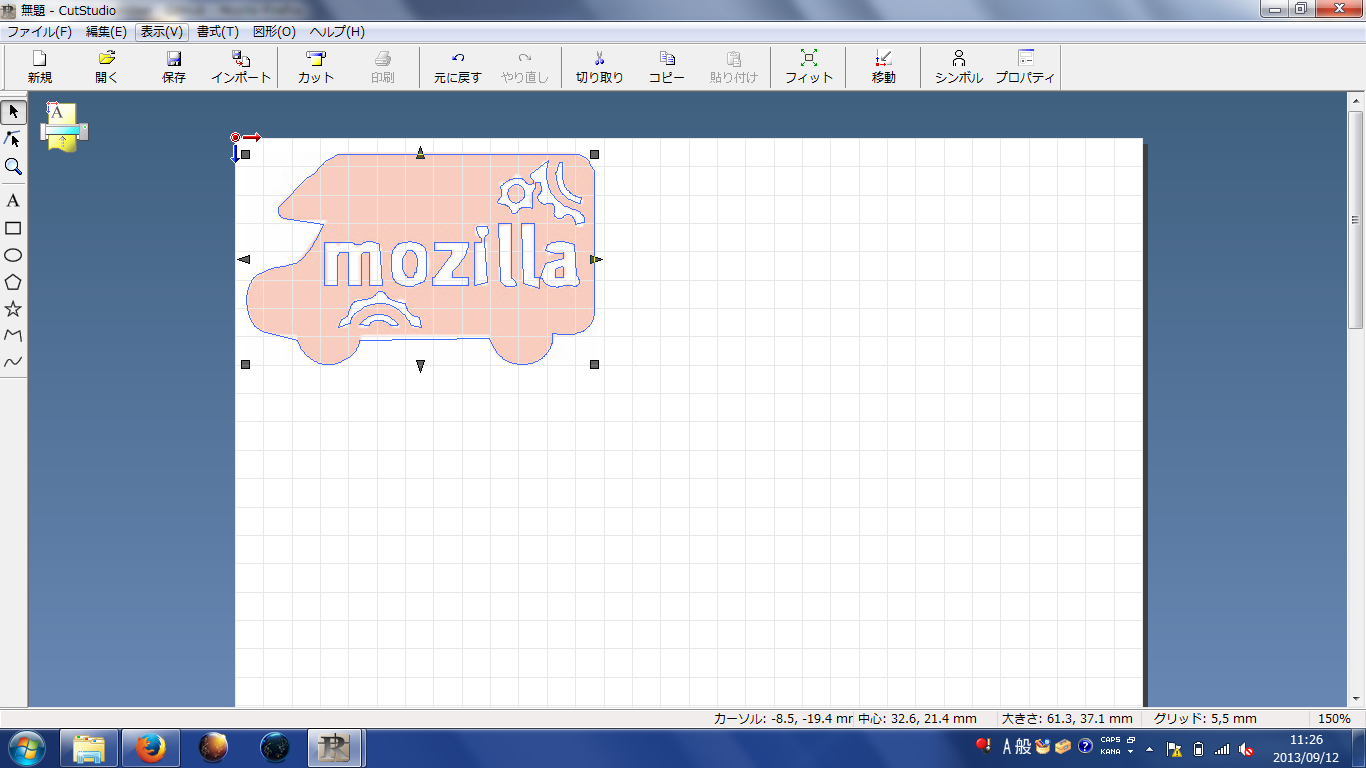 無題 - CutStudio
ファイル(F) 編集(E) 表示(V) 書式(T) 図形(O) ヘルプ(H)
新規 開く 保存 インポート カット 印刷 元に戻す やり直し 切り取り コピー 貼り付け フィット 移動 シンボル プロパティ
A
A
mozilla
カーソル: -8.5, -19.4 mr 中心: 32.6, 21.4 mm 大きさ: 61.3, 37.1 mm グリッド: 5,5 mm 150%
A 般 CAPS
KANA
11:26
2013/09/12